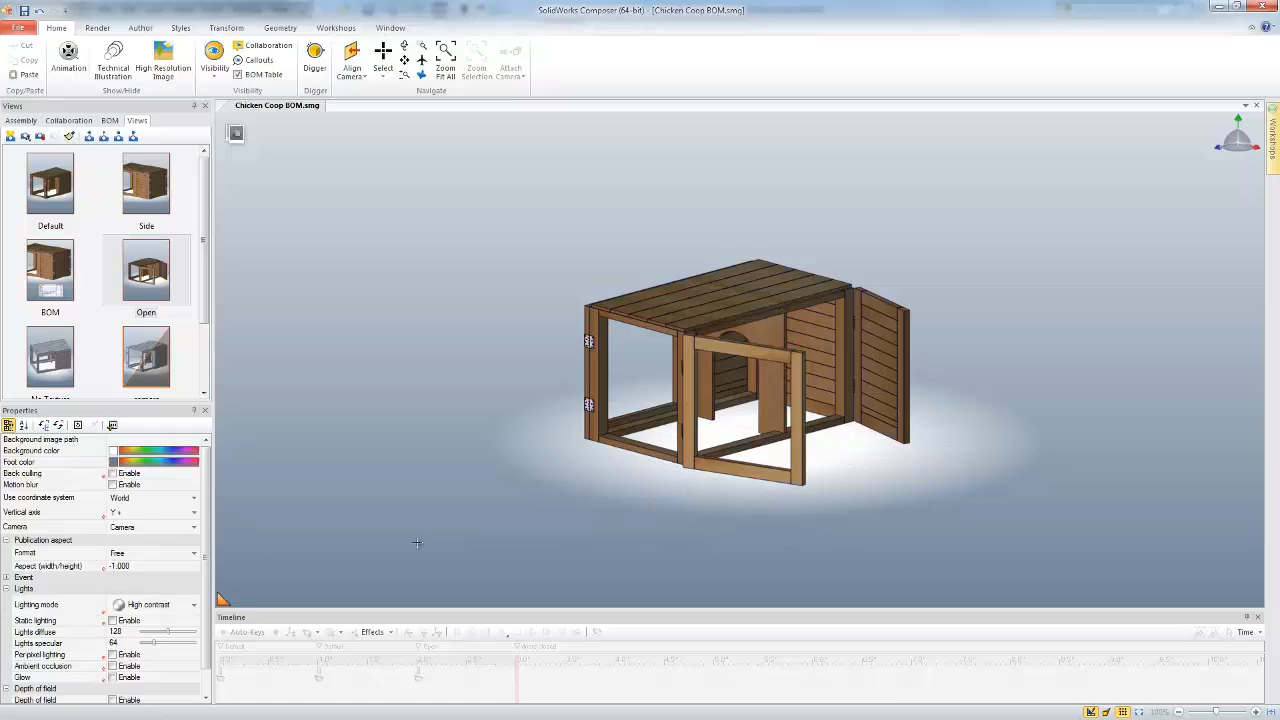 SolidWorks Composer (64-bit) - [Chicken Coop BOM.smg]
File Home Render Author Styles Transform Geometry Workshops Window
Cut
Copy
Paste
Animation
Technical Illustration
High Resolution Image
Visibility
Collaboration
Callouts
BOM Table
Digger
Align Camera
Select
Zoom Fit All
Zoom Selection
Attach Camera
Copy/Paste Show/Hide Visibility Digger Navigate
Views
Chicken Coop BOM.smg
Assembly Collaboration BOM Views
Workshops
Default Side
BOM Open
Properties
Background image path
Background color
Foot color
Back culling Enable
Motion blur Enable
Use coordinate system World
Vertical axis Y +
Camera Camera
Publication aspect
Format Free
Aspect (width/height) -1.000
Event
Lights
Lighting mode High contrast
Static lighting Enable
Lights diffuse 128
Lights specular 64
Per-pixel lighting Enable
Ambient occlusion Enable
Glow Enable
Depth of field
Depth of field Enable
Timeline
Auto-Keys Effects Time
Default Default Open doors closed
100%